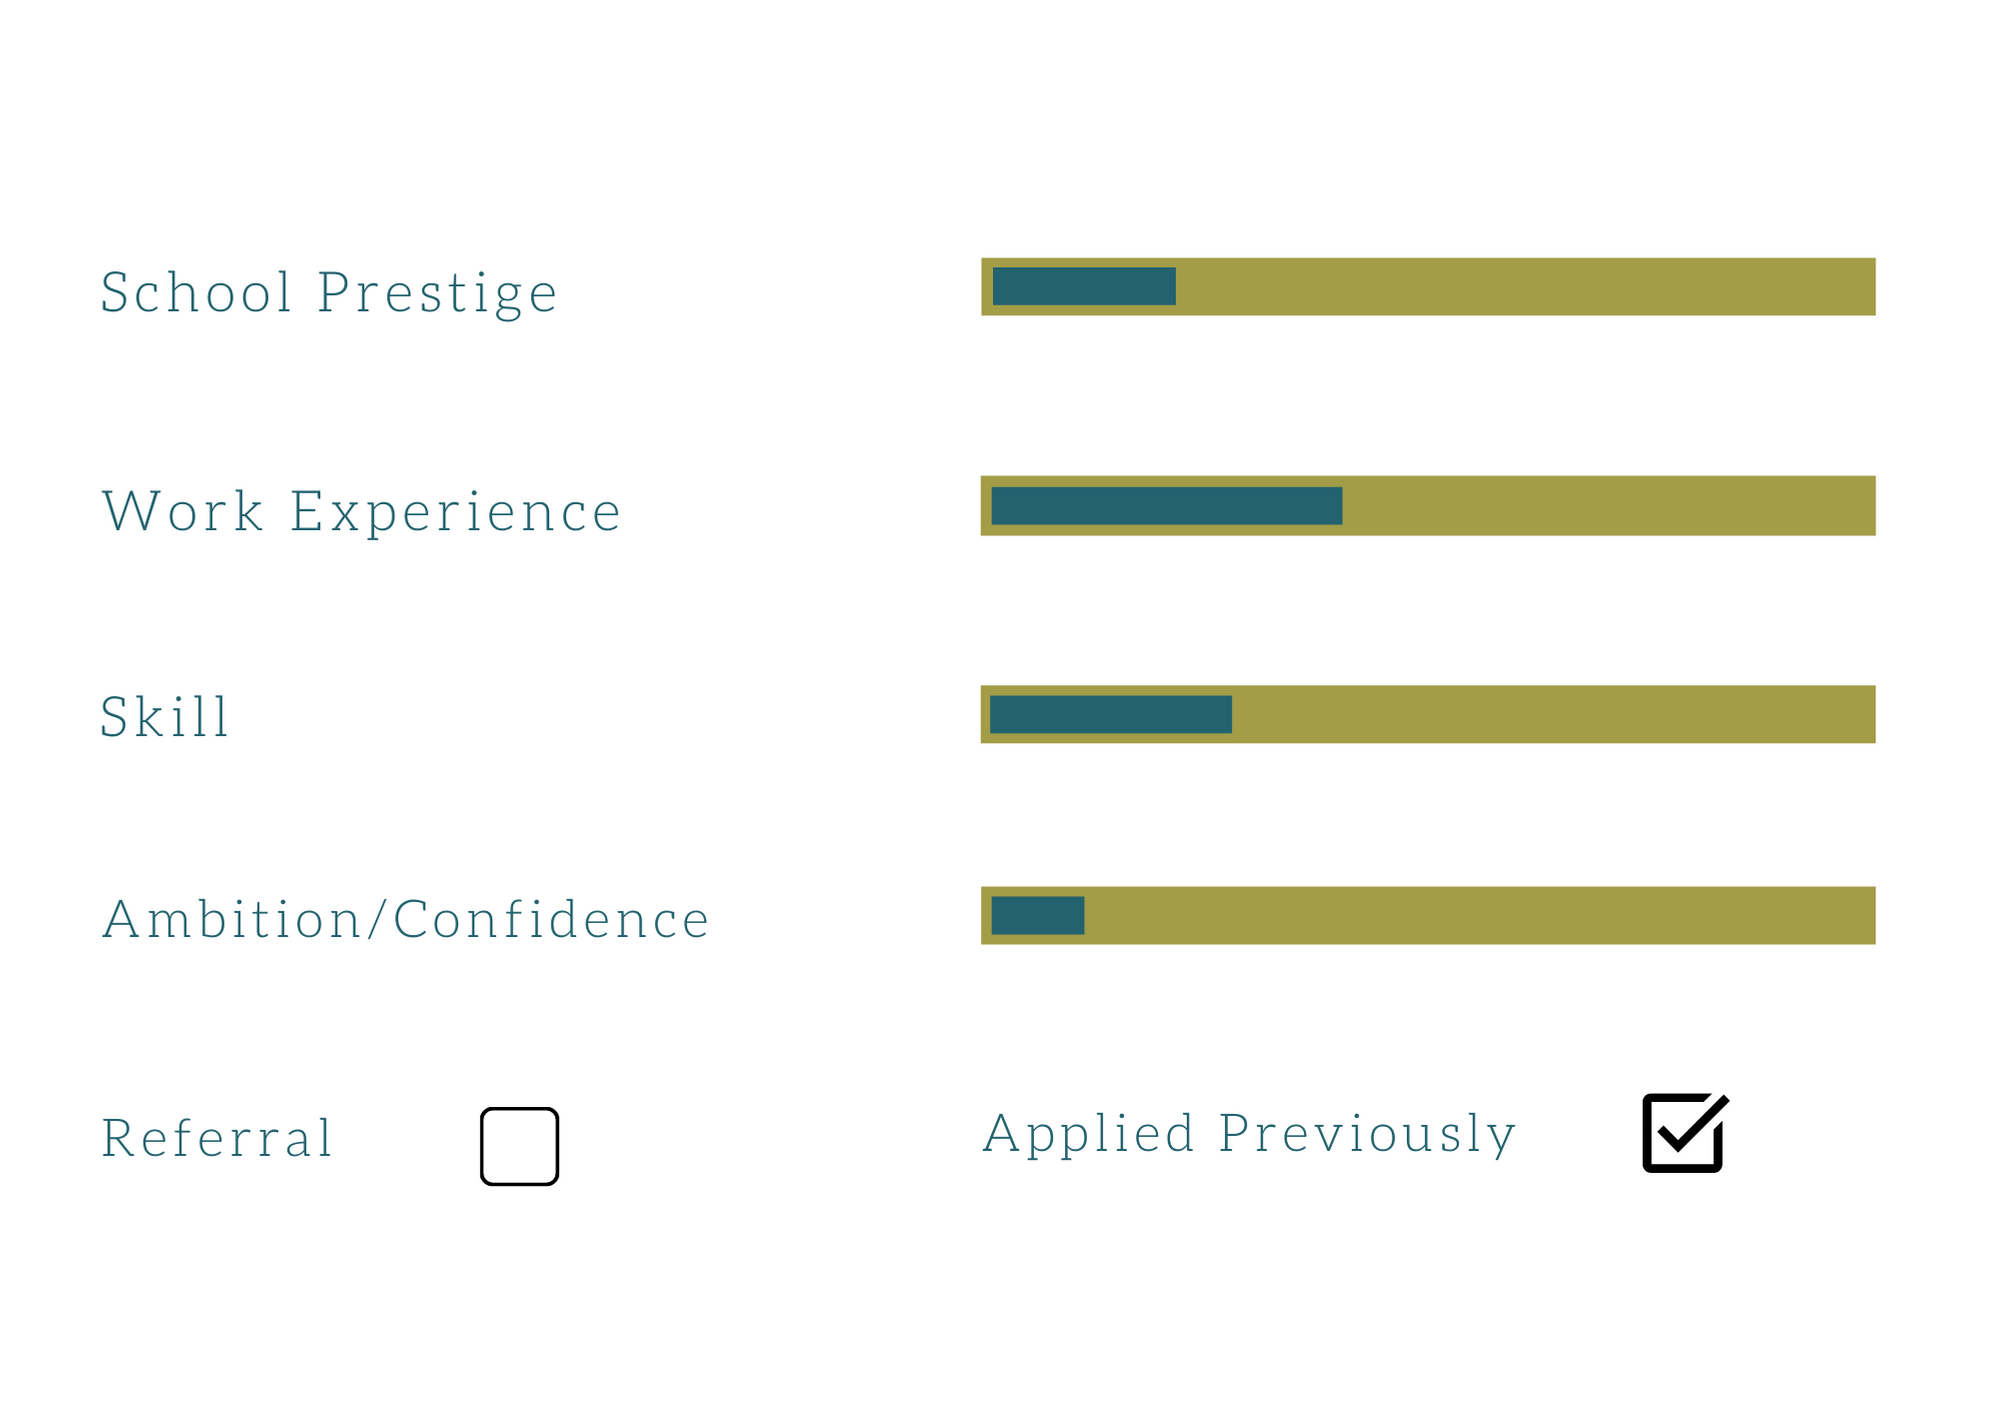 School Prestige
Work Experience
Skill
Ambition/Confidence
Referral
Applied Previously